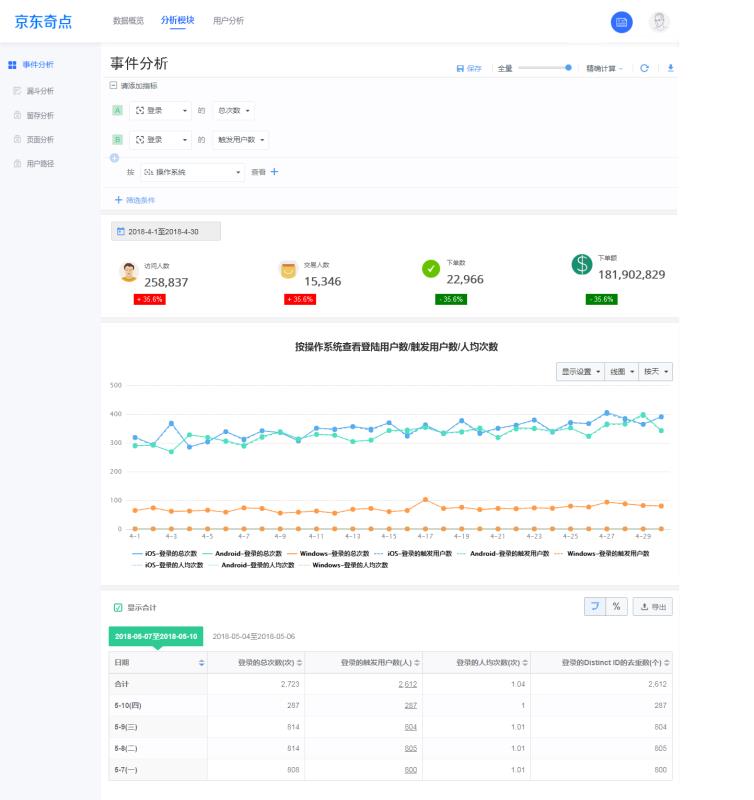 京东奇点 数据概览 分析模块 用户分析
事件分析
漏斗分析
留存分析
页面分析
用户路径
事件分析
保存 全量 精确计算
请添加指标
A 登录 的 总次数
B 登录 的 触发用户数
按 操作系统 查看
筛选条件
2018-4-1至2018-4-30
访问人数
258,837
+ 35.6%
交易人数
15,346
+ 35.6%
下单数
22,966
- 35.6%
下单额
181,902,829
- 35.6%
按操作系统查看登陆用户数/触发用户数/人均次数
显示设置 线图 按天
500
400
300
200
100
0
4-1 4-3 4-5 4-7 4-9 4-11 4-13 4-15 4-17 4-19 4-21 4-23 4-25 4-27 4-29
iOS-登录的总次数 Android-登录的总次数 Windows-登录的总次数 iOS-登录的触发用户数 Android-登录的触发用户数 Windows-登录的触发用户数
iOS-登录的人均次数 Android-登录的人均次数 Windows-登录的人均次数
显示合计 % 导出
2018-05-07至2018-05-10 2018-05-04至2018-05-06
日期 登录的总次数(次) 登录的触发用户数(人) 登录的人均次数(次) 登录的Distinct ID的去重数(个)
合计 2,723 2,612 1.04 2,612
5-10(四) 287 287 1 287
5-9(三) 814 804 1.01 804
5-8(二) 814 805 1.01 805
5-7(一) 808 800 1.01 800